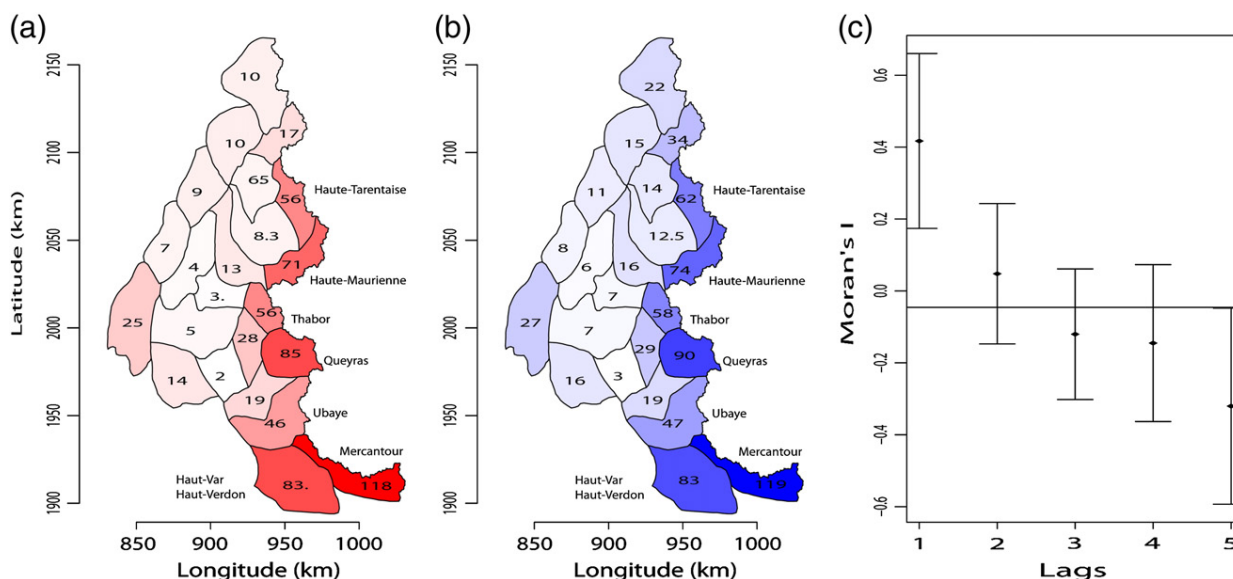 (a)
2150
2100
2050
2000
1950
1900
Latitude (km)
10
10
17
9
65
56
Haute-Tarentaise
7
8.3
4
13
71
Haute-Maurienne
3.
25
56
Thabor
5
28
85
Queyras
14
2
19
46
Ubaye
Mercantour
Haut-Var
Haut-Verdon
83.
118
850 900 950 1000
Longitude (km)
(b)
2150
2100
2050
2000
1950
1900
22
15
34
11
14
62
Haute-Tarentaise
8
12.5
6
16
74
Haute-Maurienne
7
27
58
Thabor
7
29
90
Queyras
16
3
19
47
Ubaye
Mercantour
Haut-Var
Haut-Verdon
83
119
850 900 950 1000
Longitude (km)
(c)
0.6
0.4
0.2
0.0
-0.2
-0.4
-0.6
Moran's I
1 2 3 4 5
Lags